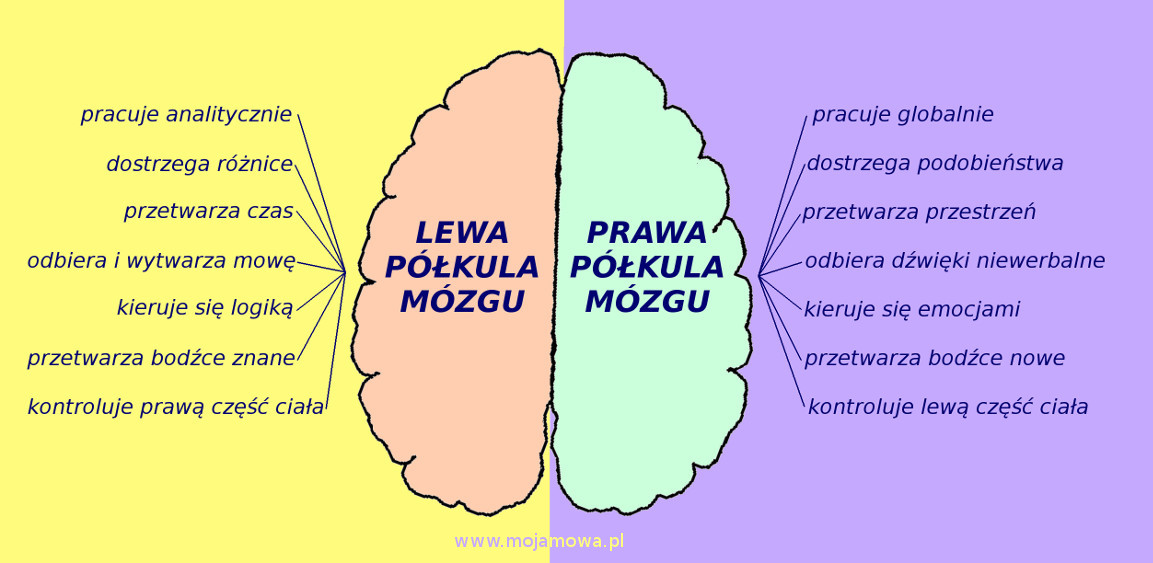 pracuje analitycznie
dostrzega różnice
przetwarza czas
odbiera i wytwarza mowę
kieruje się logiką
przetwarza bodźce znane
kontroluje prawą część ciała
LEWA
PÓŁKULA
MÓZGU
PRAWA
PÓŁKULA
MÓZGU
pracuje globalnie
dostrzega podobieństwa
przetwarza przestrzeń
odbiera dźwięki niewerbalne
kieruje się emocjami
przetwarza bodźce nowe
kontroluje lewą część ciała
www.mojamowa.pl